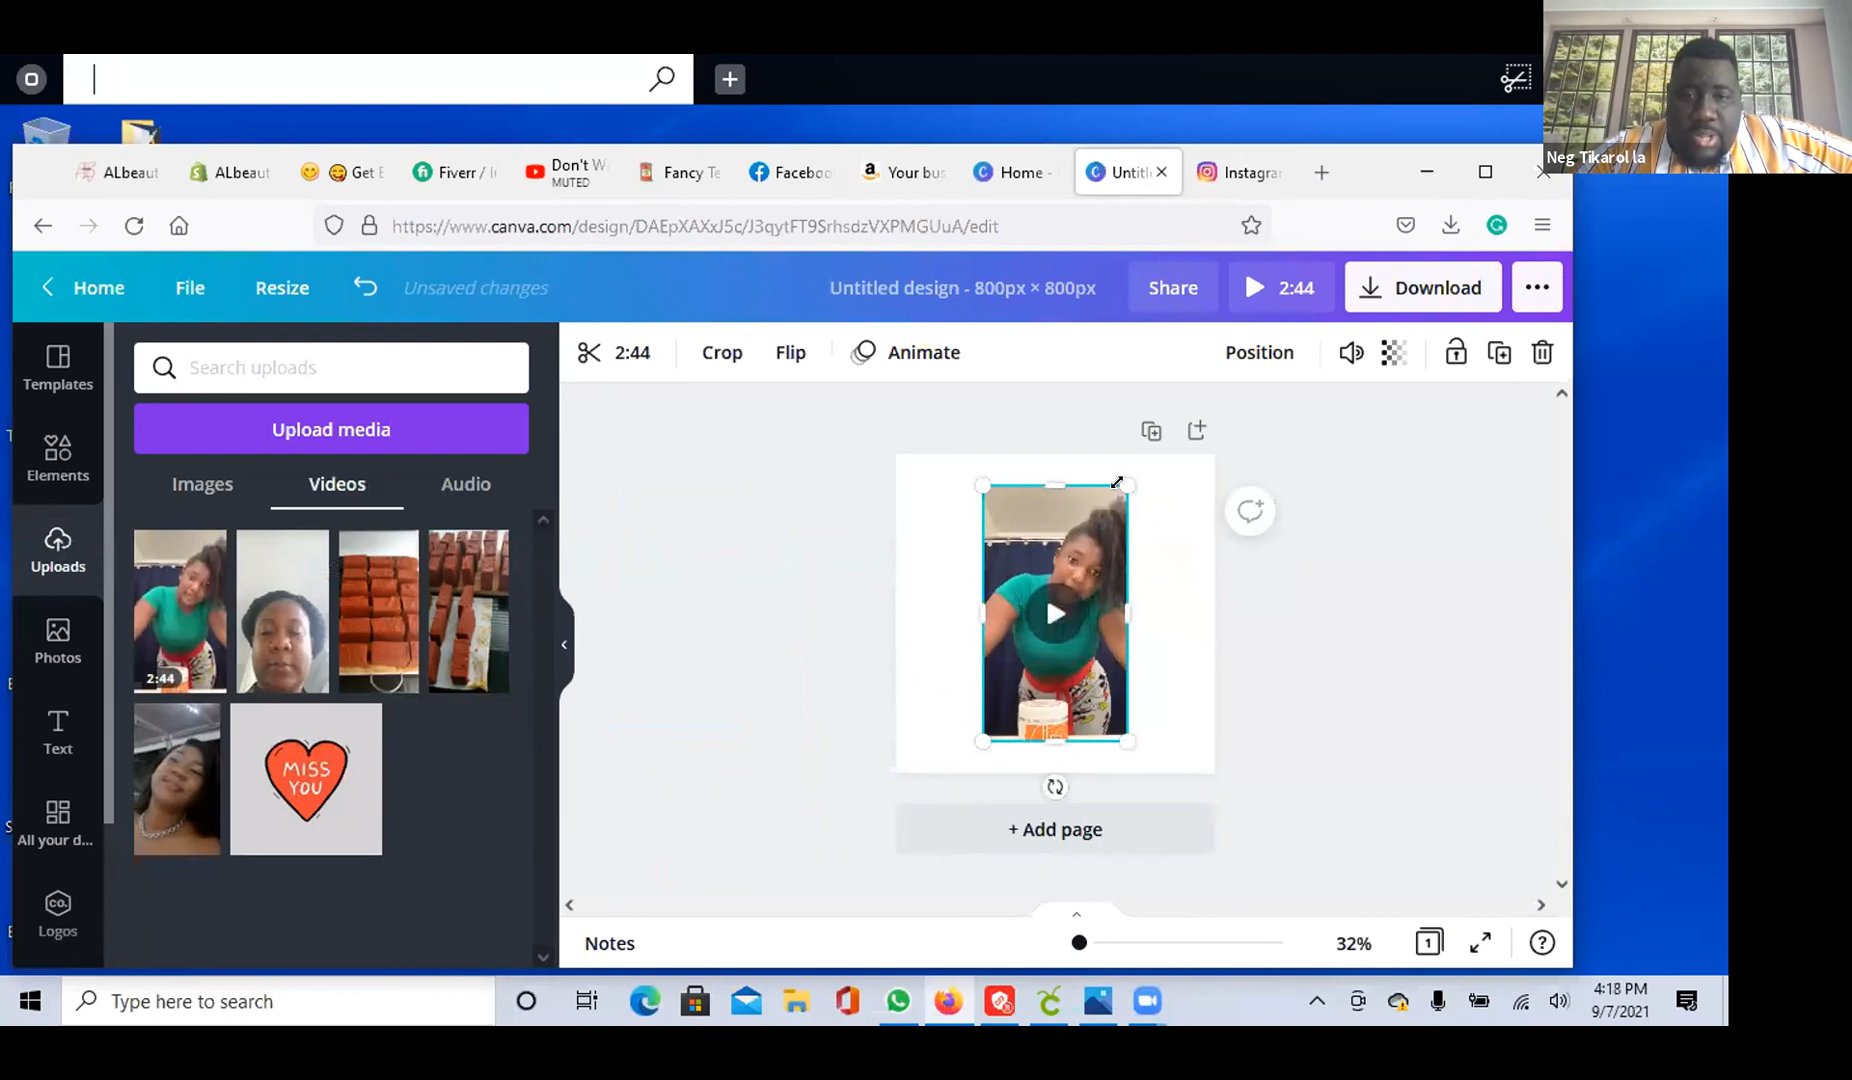 Neg Tikarol la
ALbeaut
ALbeaut
Get E
Fiverr / I
Don't W
MUTED
Fancy Te
Faceboo
a Your bus
C Home -
C Untitl
Instagrar
https://www.canva.com/design/DAEpXAXxJ5c/J3qytFT9SrhsdzVXPMGUuA/edit
Home
File
Resize
Unsaved changes
Untitled design - 800px × 800px
Share
2:44
Download
Templates
Search uploads
2:44
Crop
Flip
Animate
Position
Upload media
Elements
Images
Videos
Audio
Uploads
Photos
2:44
Text
MISS
YOU
All your d...
+ Add page
co.
Logos
Notes
32%
1
Type here to search
4:18 PM
9/7/2021